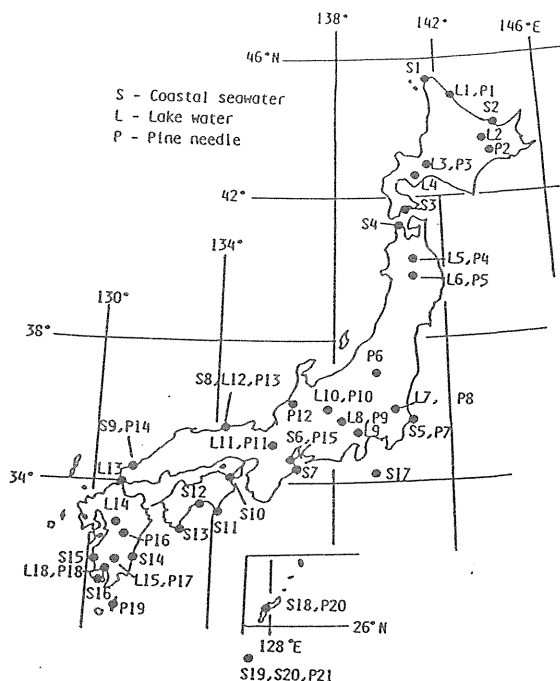 138°
142°
146°E
46°N
S1
L1,P1
S - Coastal seawater
L - Lake water
P - Pine needle
S2
L2
P2
L3,P3
L4
42°
S3
S4
134°
L5,P4
L6,P5
130°
38°
P6
S8,L12,P13
L10,P10
L7,
P8
P12
L8,P9
S9,P14
L11,P11
S6,P15
L9
S5,P7
34°
L13
S7
S17
S12
S10
L14
S13
S11
P16
S15
S14
L18,P18
L15,P17
S16
P19
S18,P20
26°N
128°E
S19,S20,P21